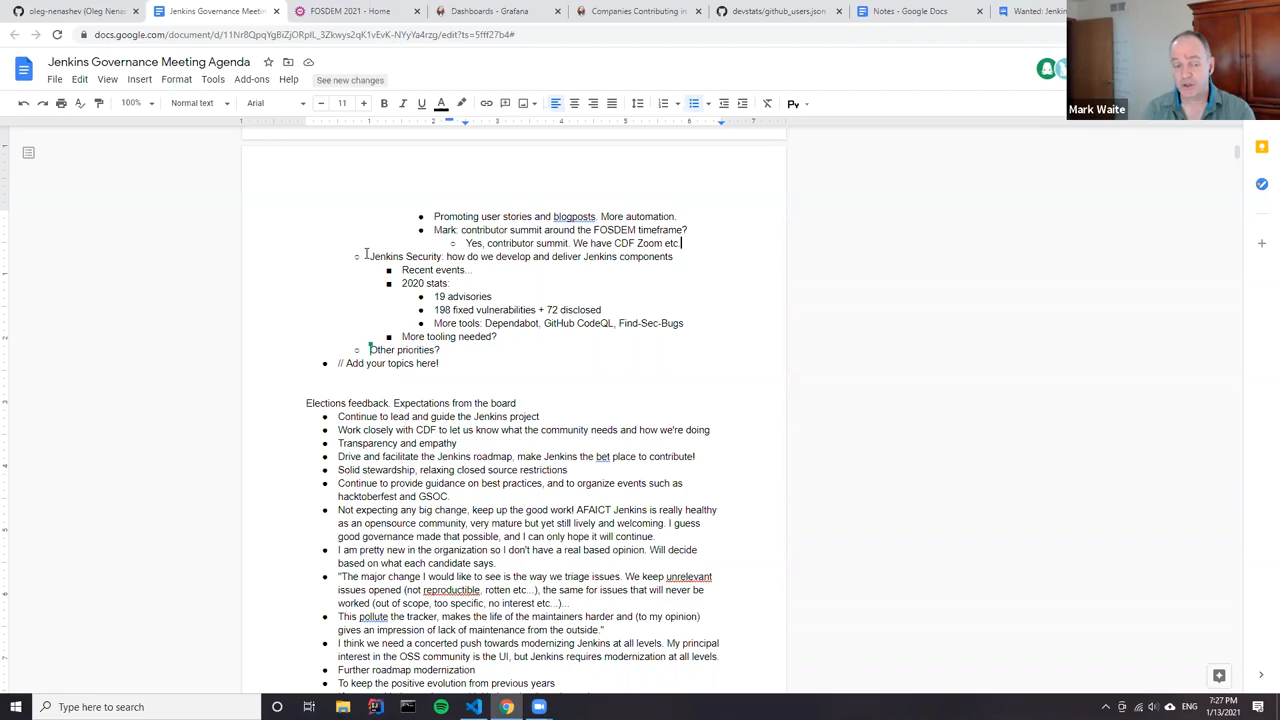 oleg-nenashev (Oleg Nenas
Jenkins Governance Meetin
FOSDEM 2021 - Home
Dashboards - Grafana
Companies Contributing in
devstats/github_users.json
Notes - Google Docs
Wanted: Jenkin
docs.google.com/document/d/11Nr8QpqYgBiZjORpIL_3Zkwys2qK1vEvK-NYyYa4rzg/edit?ts=5fff27b4#
Jenkins Governance Meeting Agenda
File Edit View Insert Format Tools Add-ons Help See new changes
100% Normal text Arial 11
Mark Waite
1 1 2 3 4 5 6 7
● Promoting user stories and blogposts. More automation.
● Mark: contributor summit around the FOSDEM timeframe?
○ Yes, contributor summit. We have CDF Zoom etc.
○ Jenkins Security: how do we develop and deliver Jenkins components
■ Recent events...
■ 2020 stats:
● 19 advisories
● 198 fixed vulnerabilities + 72 disclosed
● More tools: Dependabot, GitHub CodeQL, Find-Sec-Bugs
■ More tooling needed?
○ Other priorities?
● // Add your topics here!
Elections feedback. Expectations from the board
● Continue to lead and guide the Jenkins project
● Work closely with CDF to let us know what the community needs and how we're doing
● Transparency and empathy
● Drive and facilitate the Jenkins roadmap, make Jenkins the bet place to contribute!
● Solid stewardship, relaxing closed source restrictions
● Continue to provide guidance on best practices, and to organize events such as
hacktoberfest and GSOC.
● Not expecting any big change, keep up the good work! AFAICT Jenkins is really healthy
as an opensource community, very mature but yet still lively and welcoming. I guess
good governance made that possible, and I can only hope it will continue.
● I am pretty new in the organization so I don't have a real based opinion. Will decide
based on what each candidate says.
● "The major change I would like to see is the way we triage issues. We keep unrelevant
issues opened (not reproductible, rotten etc...), the same for issues that will never be
worked (out of scope, too specific, no interest etc...)...
● This pollute the tracker, makes the life of the maintainers harder and (to my opinion)
gives an impression of lack of maintenance from the outside."
● I think we need a concerted push towards modernizing Jenkins at all levels. My principal
interest in the OSS community is the UI, but Jenkins requires modernization at all levels.
● Further roadmap modernization
● To keep the positive evolution from previous years
Type here to search
ENG
7:27 PM
1/13/2021